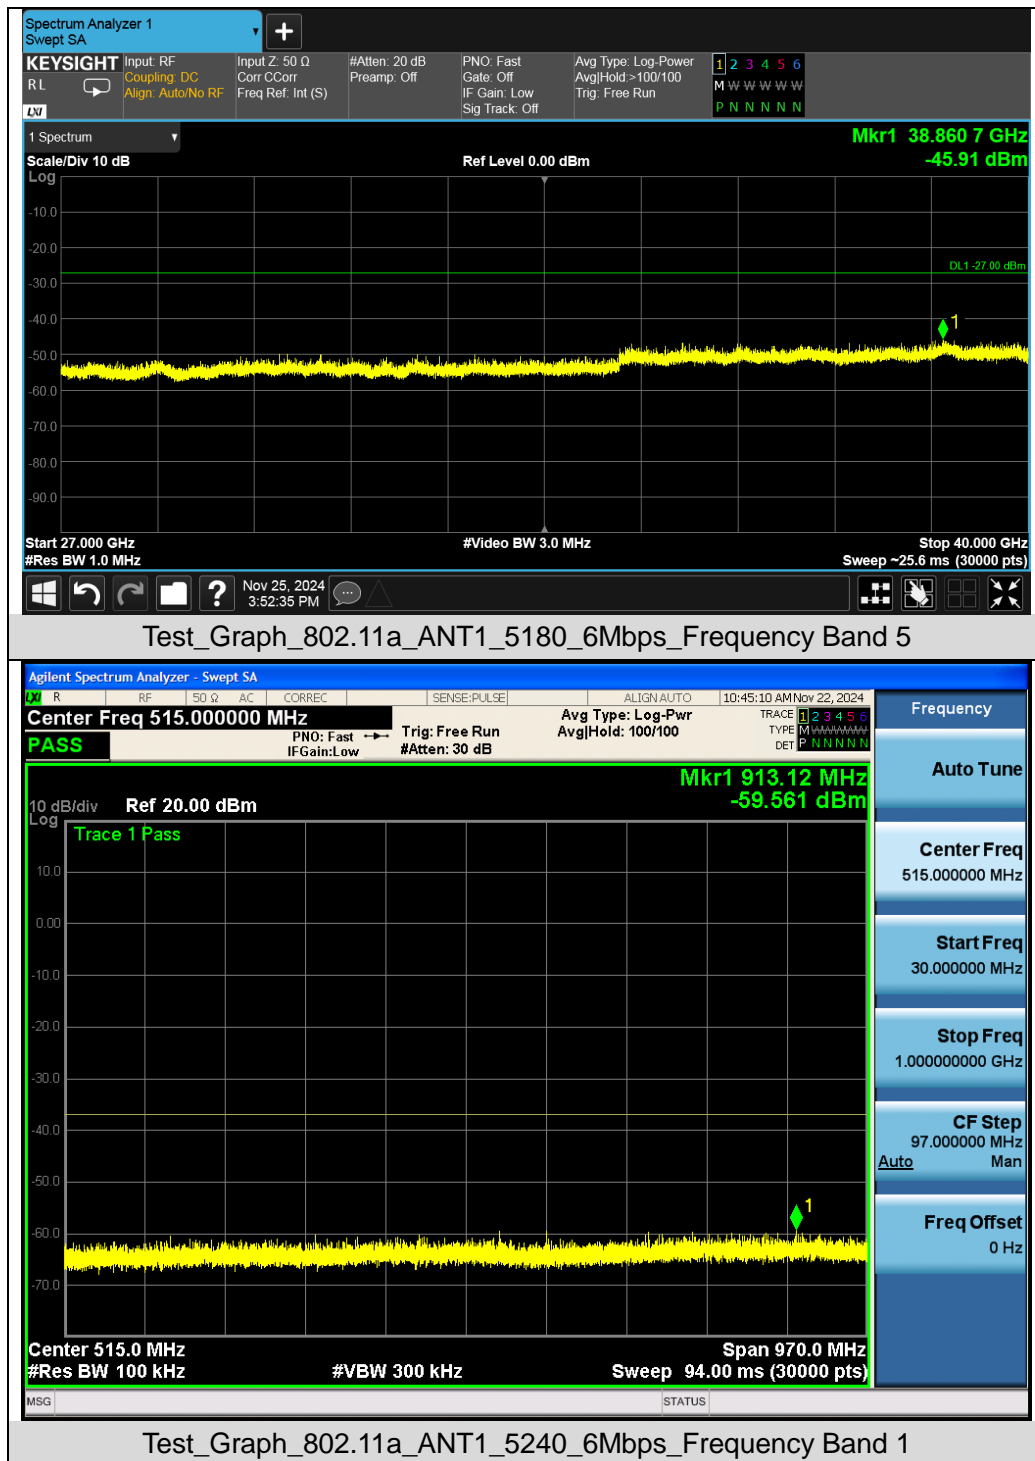 Spectrum Analyzer 1
Swept SA
+
KEYSIGHT Input: RF Input Z: 50 Ω #Atten: 20 dB PNO: Fast Avg Type: Log-Power 1 2 3 4 5 6
RL Coupling: DC Corr CCorr Preamp: Off Gate: Off Avg|Hold:>100/100 M W W W W W
Align: Auto/No RF Freq Ref: Int (S) IF Gain: Low Trig: Free Run
LXI Sig Track: Off P N N N N N
1 Spectrum
Mkr1 38.860 7 GHz
Scale/Div 10 dB Ref Level 0.00 dBm -45.91 dBm
Log
-10.0
-20.0
DL1 -27.00 dBm
-30.0
-40.0
1
-50.0
-60.0
-70.0
-80.0
-90.0
Start 27.000 GHz #Video BW 3.0 MHz Stop 40.000 GHz
#Res BW 1.0 MHz Sweep ~25.6 ms (30000 pts)
? Nov 25, 2024
3:52:35 PM
Test_Graph_802.11a_ANT1_5180_6Mbps_Frequency Band 5
Agilent Spectrum Analyzer - Swept SA
LXI R RF 50 Ω AC CORREC SENSE:PULSE ALIGN AUTO 10:45:10 AM Nov 22, 2024
Center Freq 515.000000 MHz Avg Type: Log-Pwr TRACE 1 2 3 4 5 6
PNO: Fast Trig: Free Run Avg|Hold: 100/100 TYPE M W W W W W
PASS IFGain:Low #Atten: 30 dB DET P N N N N N
Mkr1 913.12 MHz
10 dB/div Ref 20.00 dBm -59.561 dBm
Log
Trace 1 Pass
10.0
0.00
-10.0
-20.0
-30.0
-40.0
-50.0
1
-60.0
-70.0
Center 515.0 MHz Span 970.0 MHz
#Res BW 100 kHz #VBW 300 kHz Sweep 94.00 ms (30000 pts)
MSG STATUS
Frequency
Auto Tune
Center Freq
515.000000 MHz
Start Freq
30.000000 MHz
Stop Freq
1.000000000 GHz
CF Step
97.000000 MHz
Auto Man
Freq Offset
0 Hz
Test_Graph_802.11a_ANT1_5240_6Mbps_Frequency Band 1